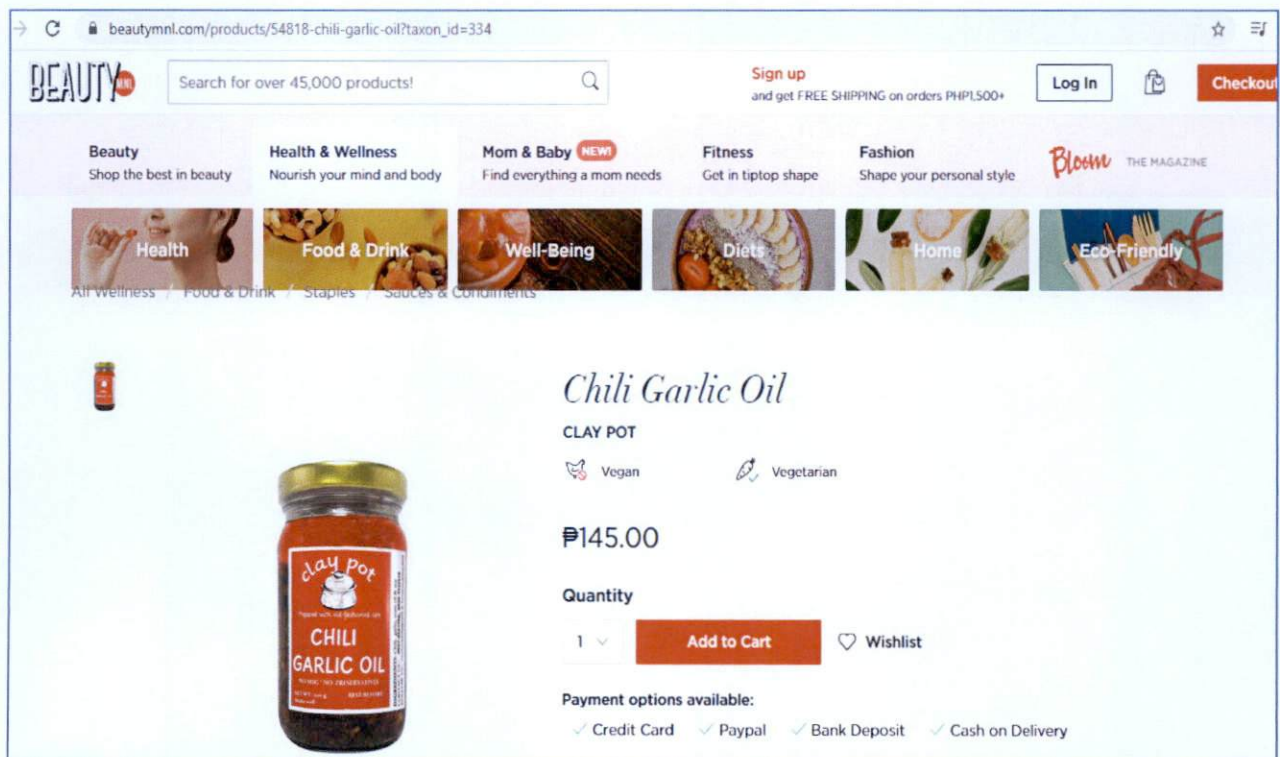 beautymnl.com/products/54818-chili-garlic-oil?taxon_id=334
BEAUTY MNL
Search for over 45,000 products!
Sign up
and get FREE SHIPPING on orders PHP1,500+
Log In
Checkout
Beauty
Shop the best in beauty
Health & Wellness
Nourish your mind and body
Mom & Baby NEW!
Find everything a mom needs
Fitness
Get in tiptop shape
Fashion
Shape your personal style
Bloom THE MAGAZINE
Health
Food & Drink
Well-Being
Diets
Home
Eco-Friendly
All Wellness / Food & Drink / Staples / Sauces & Condiments
Chili Garlic Oil
CLAY POT
Vegan
Vegetarian
₱145.00
Quantity
1
Add to Cart
Wishlist
Payment options available:
Credit Card
Paypal
Bank Deposit
Cash on Delivery
clay pot
CHILI
GARLIC OIL